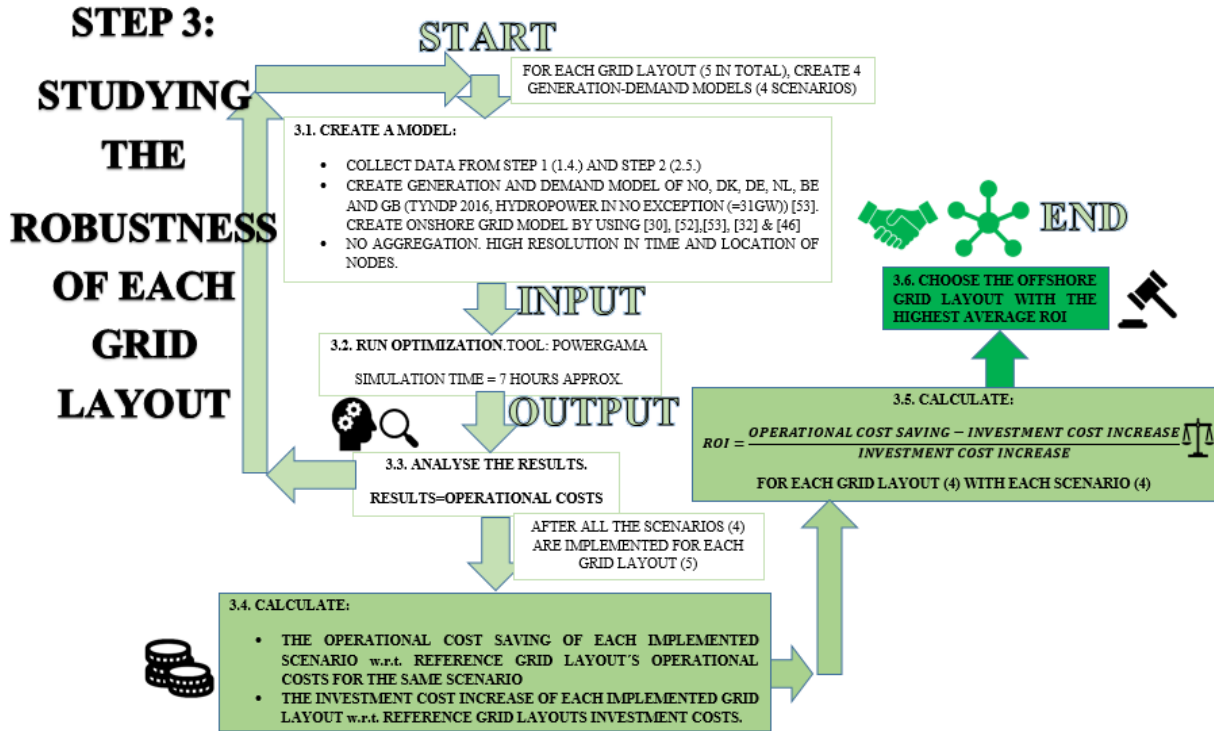 STEP 3:
STUDYING
THE
ROBUSTNESS
OF EACH
GRID
LAYOUT
START
FOR EACH GRID LAYOUT (5 IN TOTAL), CREATE 4
GENERATION-DEMAND MODELS (4 SCENARIOS)
3.1. CREATE A MODEL:
• COLLECT DATA FROM STEP 1 (1.4.) AND STEP 2 (2.5.)
• CREATE GENERATION AND DEMAND MODEL OF NO, DK, DE, NL, BE
AND GB (TYNDP 2016, HYDROPOWER IN NO EXCEPTION (=31GW)) [53].
CREATE ONSHORE GRID MODEL BY USING [30], [52],[53], [32] & [46]
• NO AGGREGATION. HIGH RESOLUTION IN TIME AND LOCATION OF
NODES.
INPUT
3.2. RUN OPTIMIZATION.TOOL: POWERGAMA
SIMULATION TIME = 7 HOURS APPROX.
OUTPUT
3.3. ANALYSE THE RESULTS.
RESULTS=OPERATIONAL COSTS
AFTER ALL THE SCENARIOS (4)
ARE IMPLEMENTED FOR EACH
GRID LAYOUT (5)
3.4. CALCULATE:
• THE OPERATIONAL COST SAVING OF EACH IMPLEMENTED
SCENARIO w.r.t. REFERENCE GRID LAYOUT´S OPERATIONAL
COSTS FOR THE SAME SCENARIO
• THE INVESTMENT COST INCREASE OF EACH IMPLEMENTED GRID
LAYOUT w.r.t. REFERENCE GRID LAYOUTS INVESTMENT COSTS.
3.5. CALCULATE:
ROI = OPERATIONAL COST SAVING − INVESTMENT COST INCREASE
INVESTMENT COST INCREASE
FOR EACH GRID LAYOUT (4) WITH EACH SCENARIO (4)
3.6. CHOOSE THE OFFSHORE
GRID LAYOUT WITH THE
HIGHEST AVERAGE ROI
END